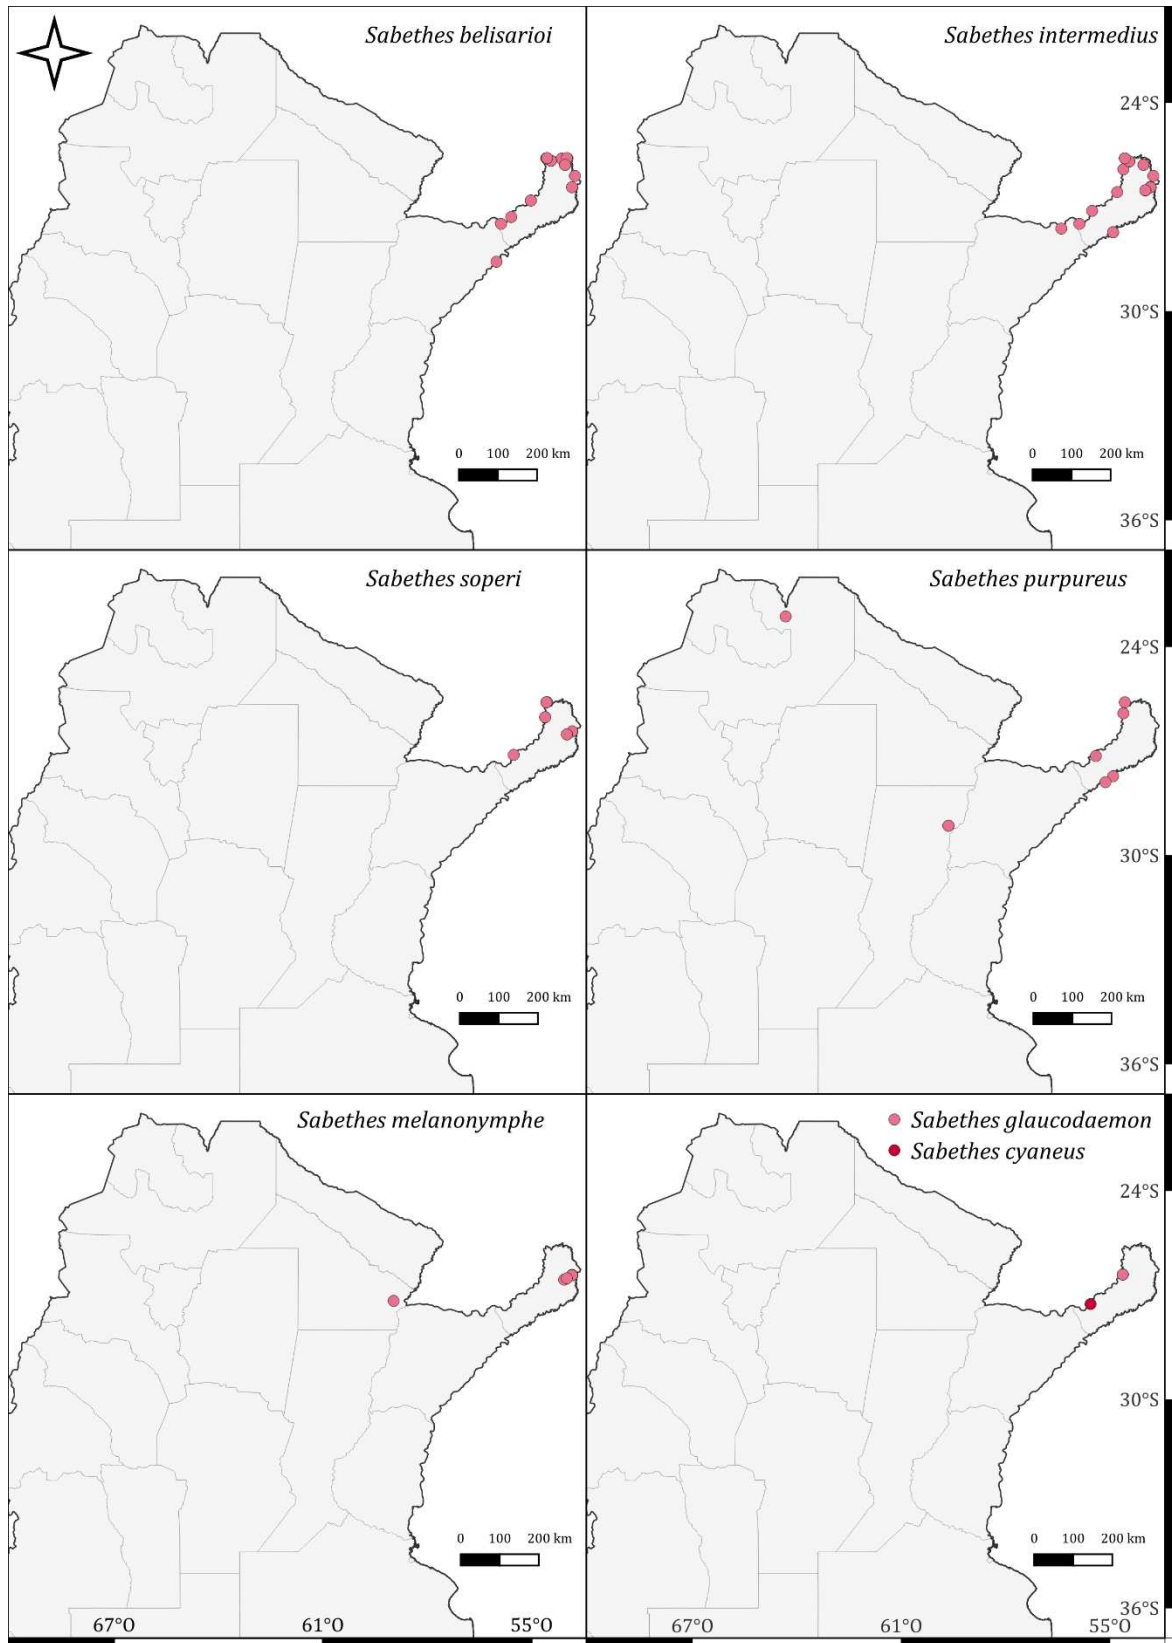 Sabethes belisarioi
Sabethes intermedius
24°S
30°S
0 100 200 km
0 100 200 km
36°S
Sabethes soperi
Sabethes purpureus
24°S
30°S
0 100 200 km
0 100 200 km
36°S
Sabethes melanonymphe
Sabethes glaucodaemon
Sabethes cyaneus
24°S
30°S
0 100 200 km
0 100 200 km
36°S
67°O 61°O 55°O
67°O 61°O 55°O